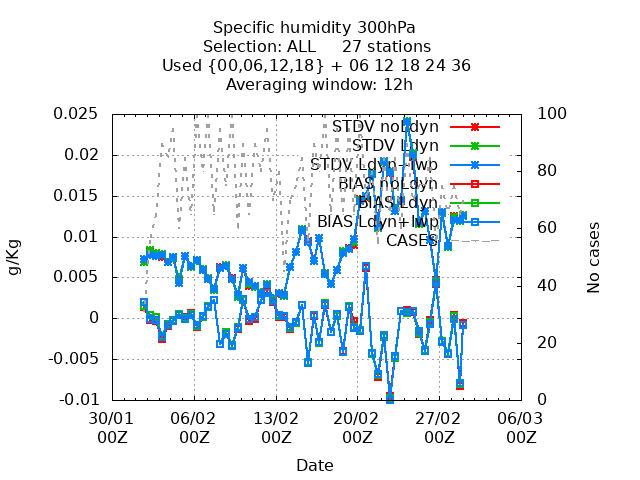 Specific humidity 300hPa
Selection: ALL 27 stations
Used {00,06,12,18} + 06 12 18 24 36
Averaging window: 12h
0.025 100
STDV noLdyn
STDV Ldyn
0.02 80
STDV Ldyn+lwp
BIAS noLdyn
0.015
BIAS Ldyn
BIAS Ldyn+lwp
0.01 60
CASES
g/Kg No cases
0.005 40
0
20
-0.005
-0.01 0
30/01 06/02 13/02 20/02 27/02 06/03
00Z 00Z 00Z 00Z 00Z 00Z
Date